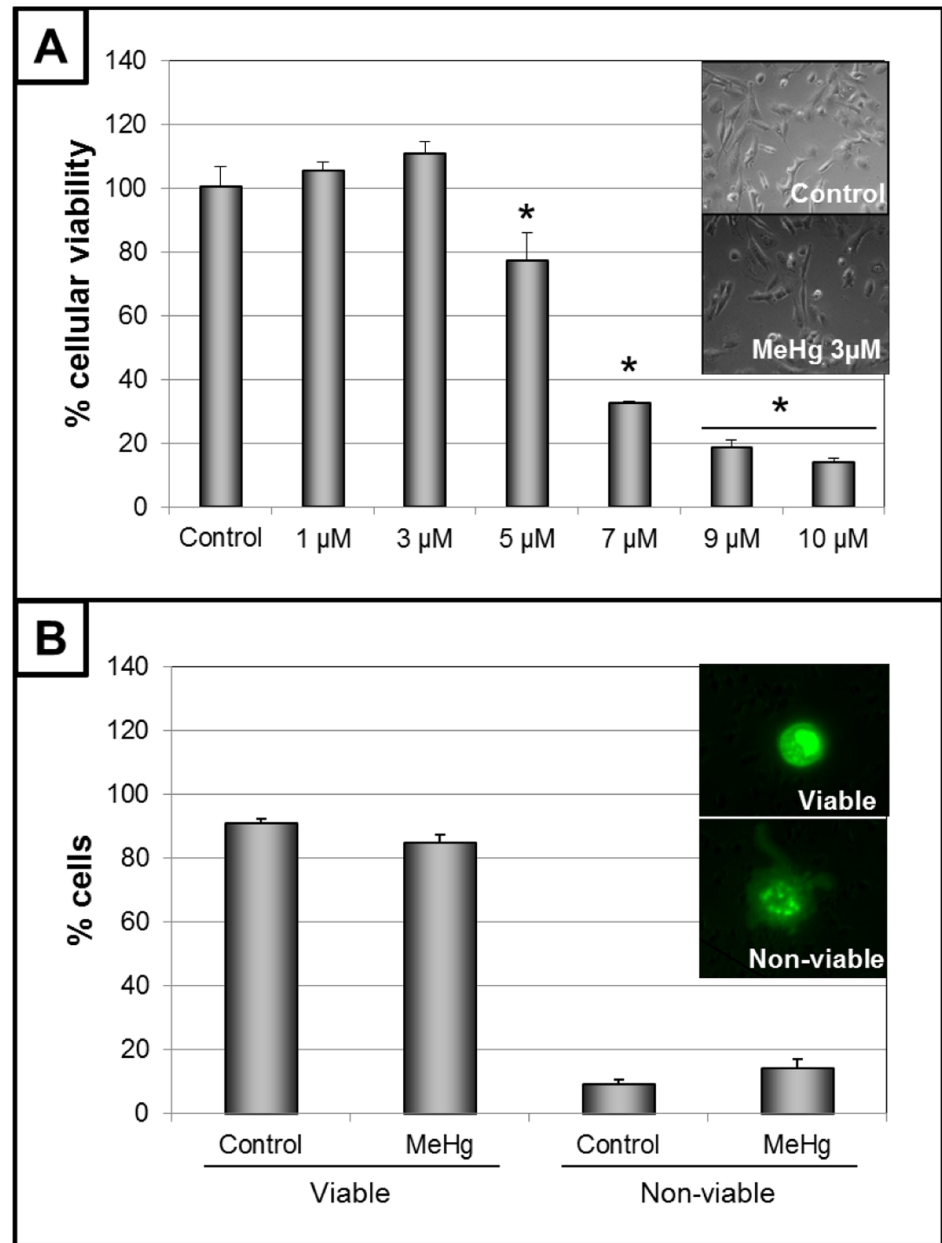 A
% cellular viability
140
120
100
80
60
40
20
0
Control 1 µM 3 µM 5 µM 7 µM 9 µM 10 µM
* * *
Control
MeHg 3µM
B
% cells
140
120
100
80
60
40
20
0
Control MeHg Control MeHg
Viable Non-viable
Viable
Non-viable